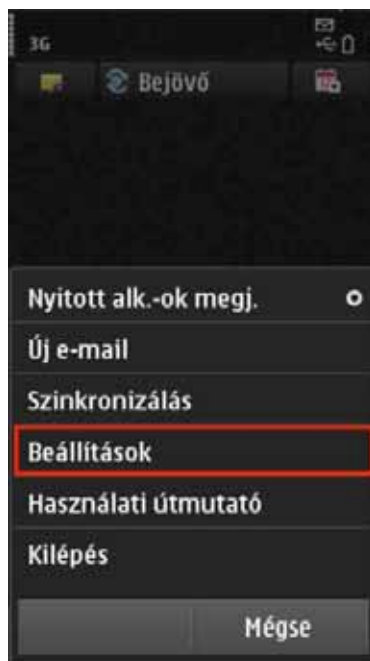 3G
Bejövő
Nyitott alk.-ok megj.
Új e-mail
Szinkronizálás
Beállítások
Használati útmutató
Kilépés
Mégse